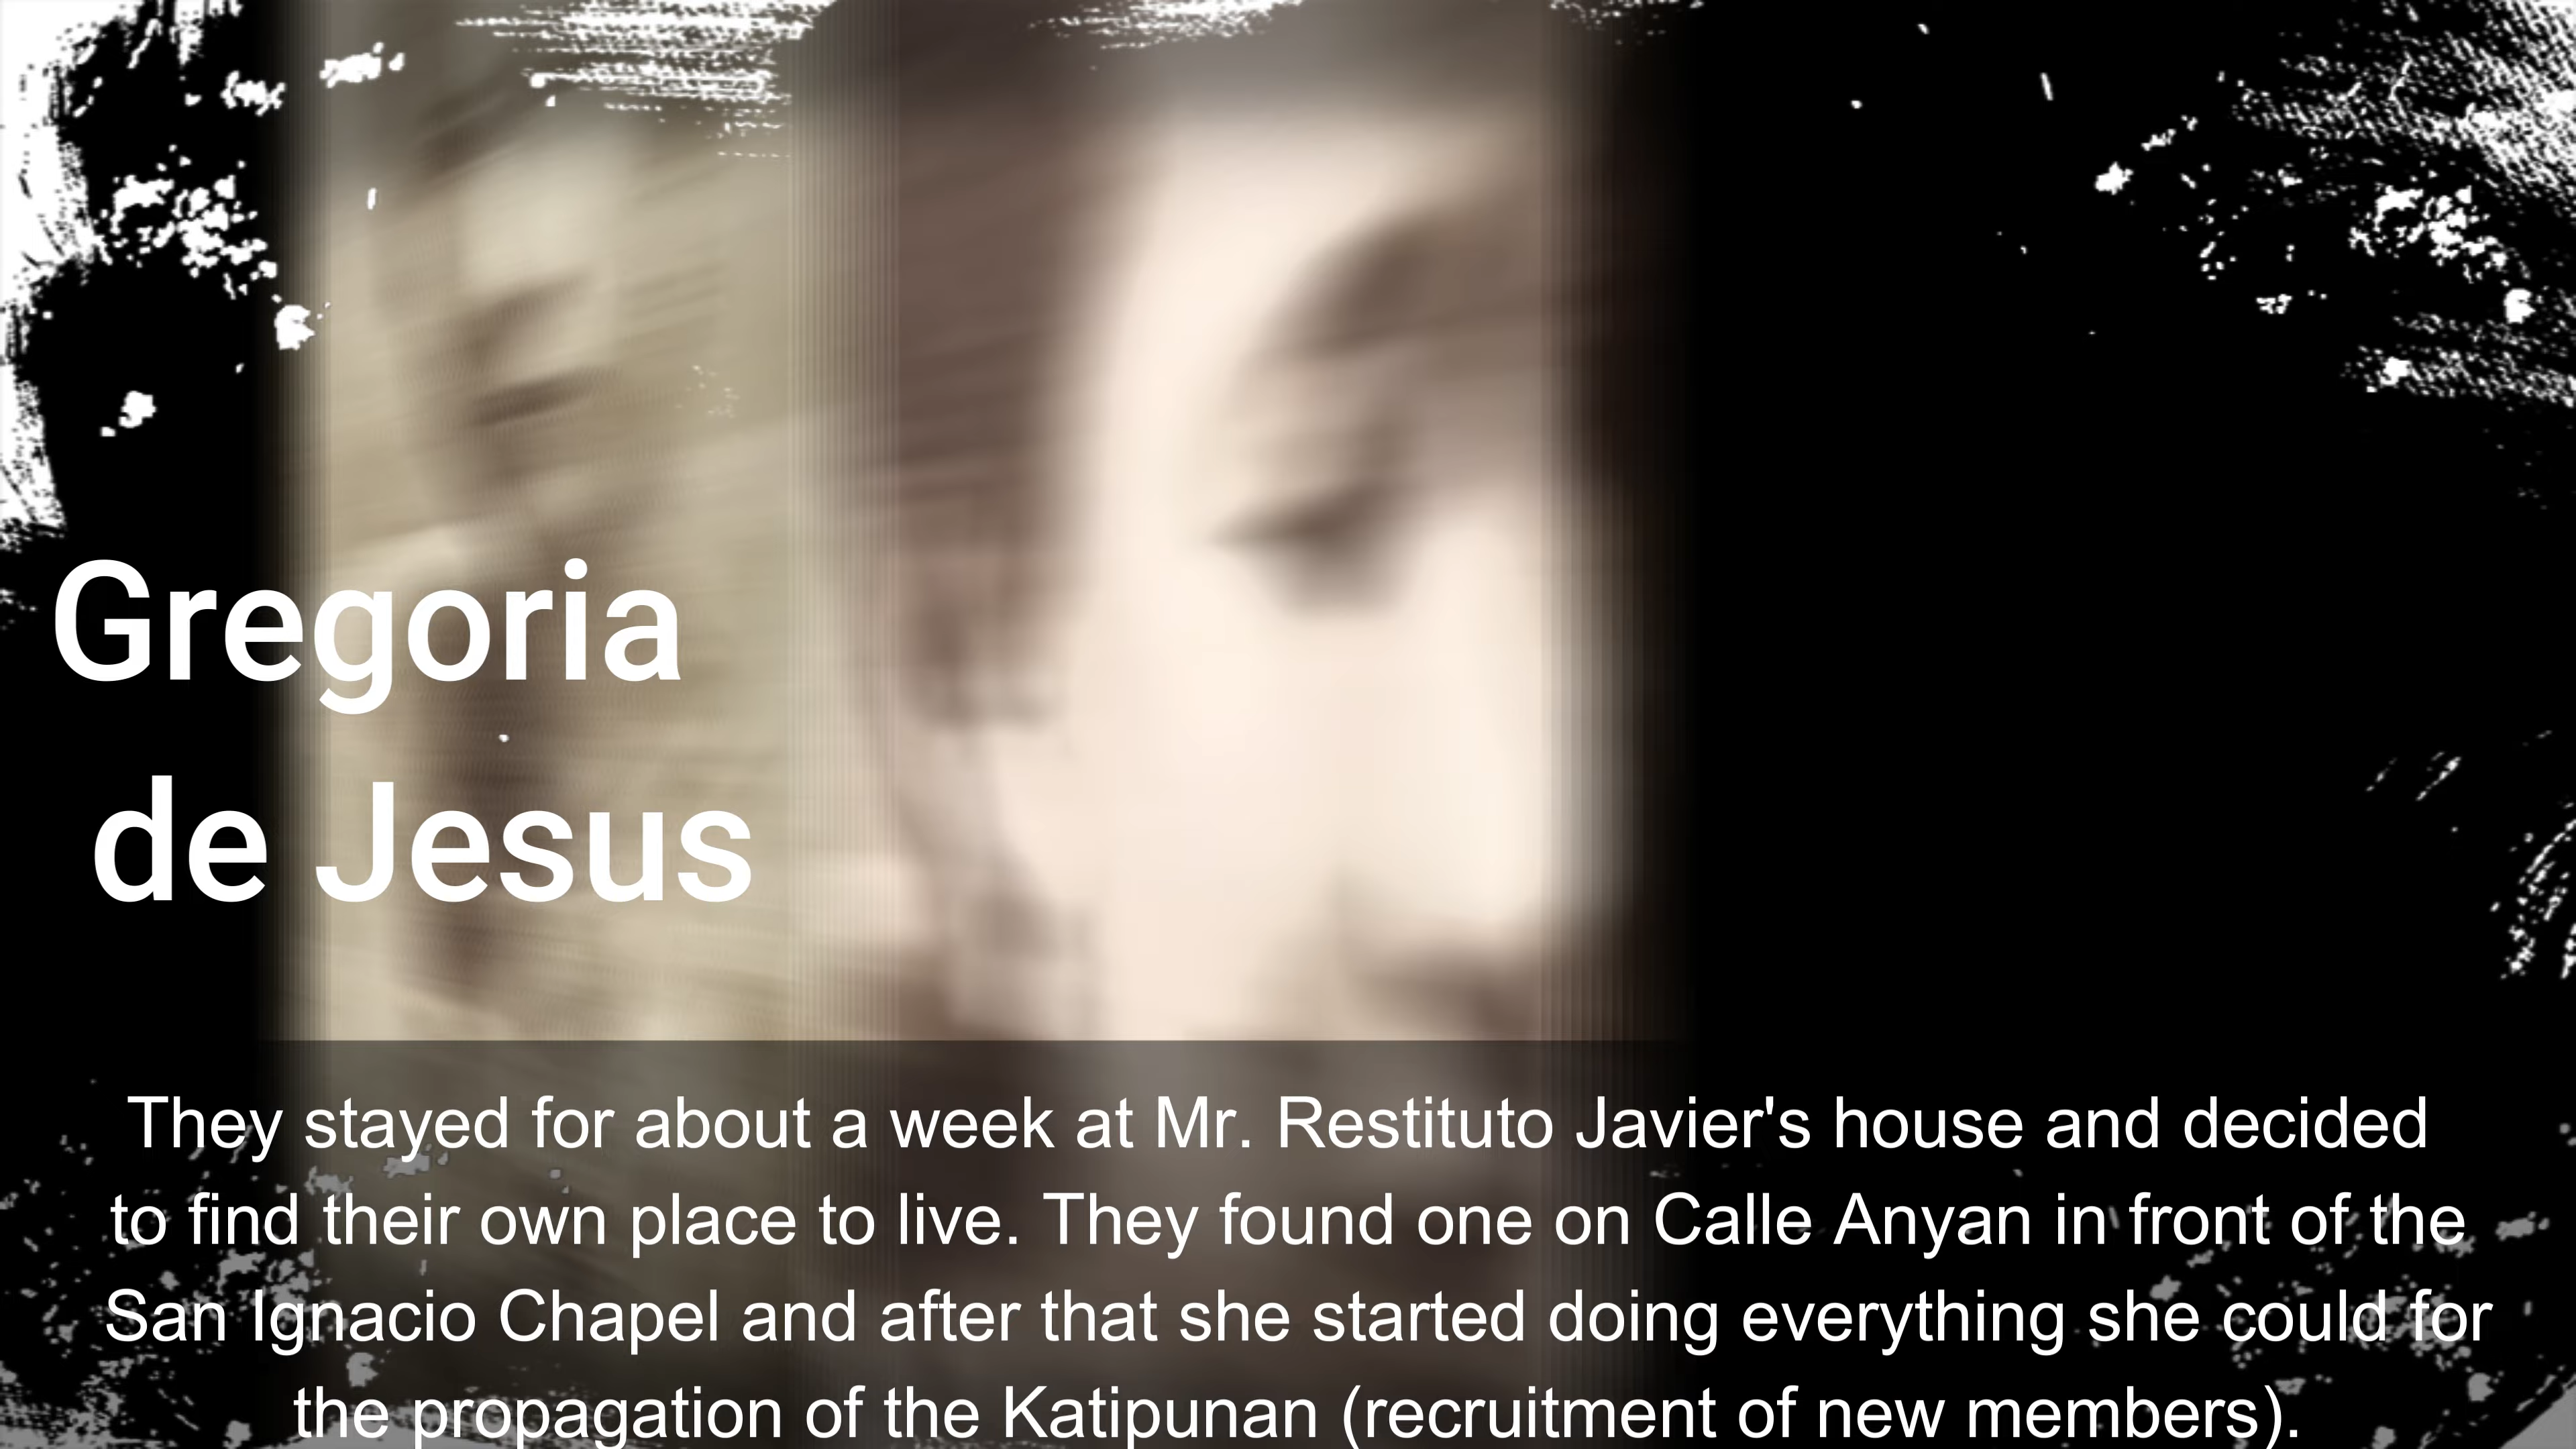 Gregoria
de Jesus
They stayed for about a week at Mr. Restituto Javier's house and decided
to find their own place to live. They found one on Calle Anyan in front of the
San Ignacio Chapel and after that she started doing everything she could for
the propagation of the Katipunan (recruitment of new members).